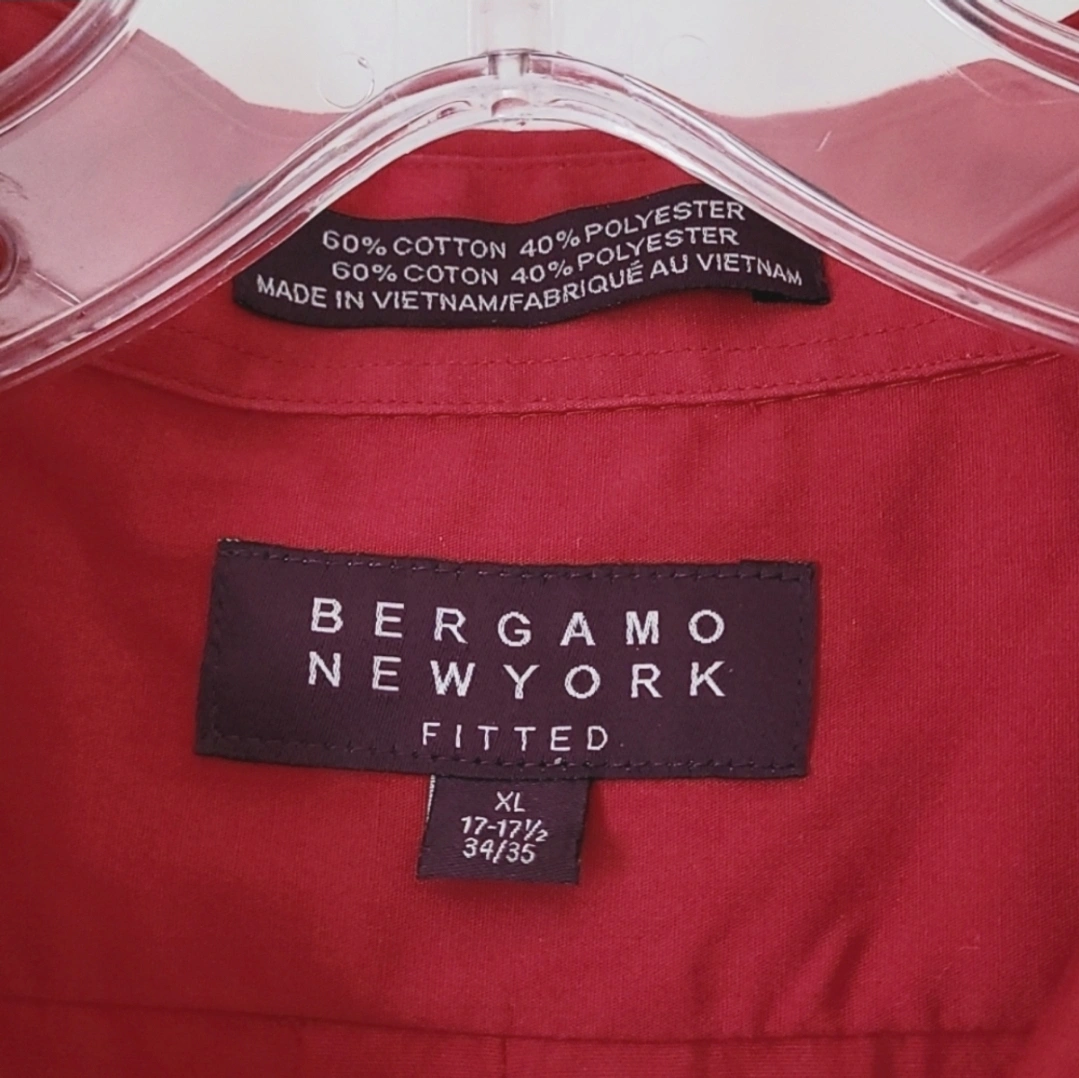 60% COTTON 40% POLYESTER
60% COTON 40% POLYESTER
MADE IN VIETNAM/FABRIQUÉ AU VIETNAM
BERGAMO
NEWYORK
FITTED
XL
17-17½
34/35